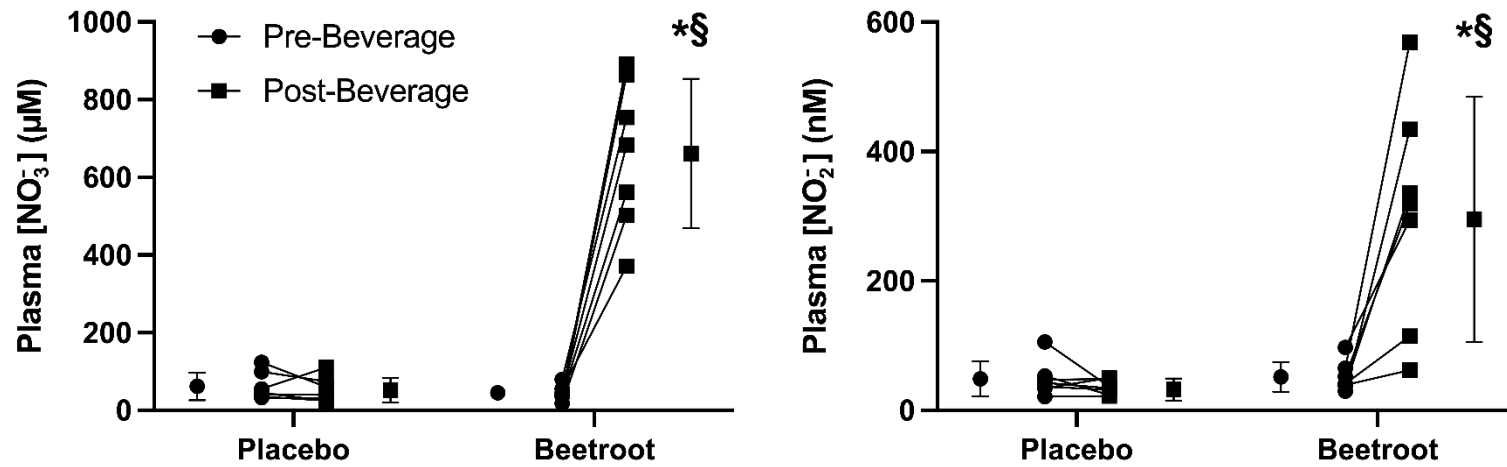 Plasma [NO₃⁻] (µM)
1000
800
600
400
200
0
Pre-Beverage
Post-Beverage
*§
Placebo
Beetroot
Plasma [NO₂⁻] (nM)
600
400
200
0
*§
Placebo
Beetroot